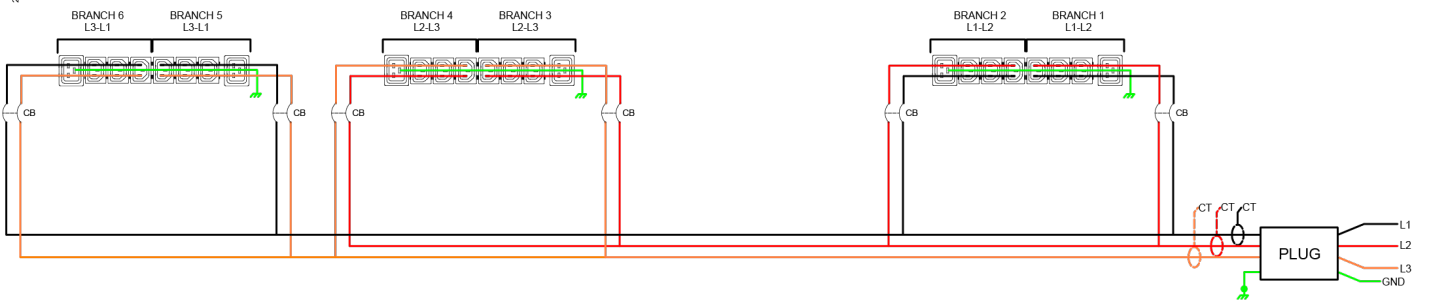 BRANCH 6 BRANCH 5 BRANCH 4 BRANCH 3 BRANCH 2 BRANCH 1
L3-L1 L3-L1 L2-L3 L2-L3 L1-L2 L1-L2
CB CB CB CB CB CB
CT CT CT
L1
PLUG
L2
L3
GND